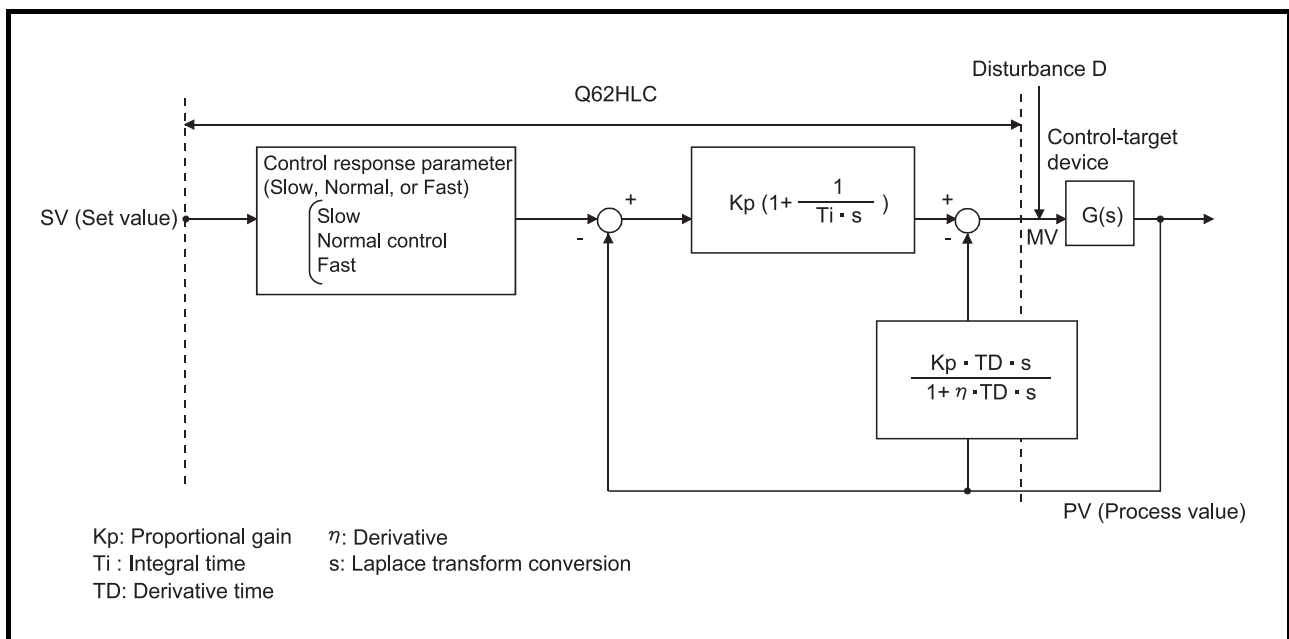 Disturbance D
Q62HLC
Control-target
device
Control response parameter
(Slow, Normal, or Fast)
Slow
Normal control
Fast
SV (Set value)
+
-
Kp (1+ 1/Ti・s )
+
-
MV
G(s)
Kp・TD・s
1+ η・TD・s
PV (Process value)
Kp: Proportional gain η: Derivative
Ti : Integral time s: Laplace transform conversion
TD: Derivative time